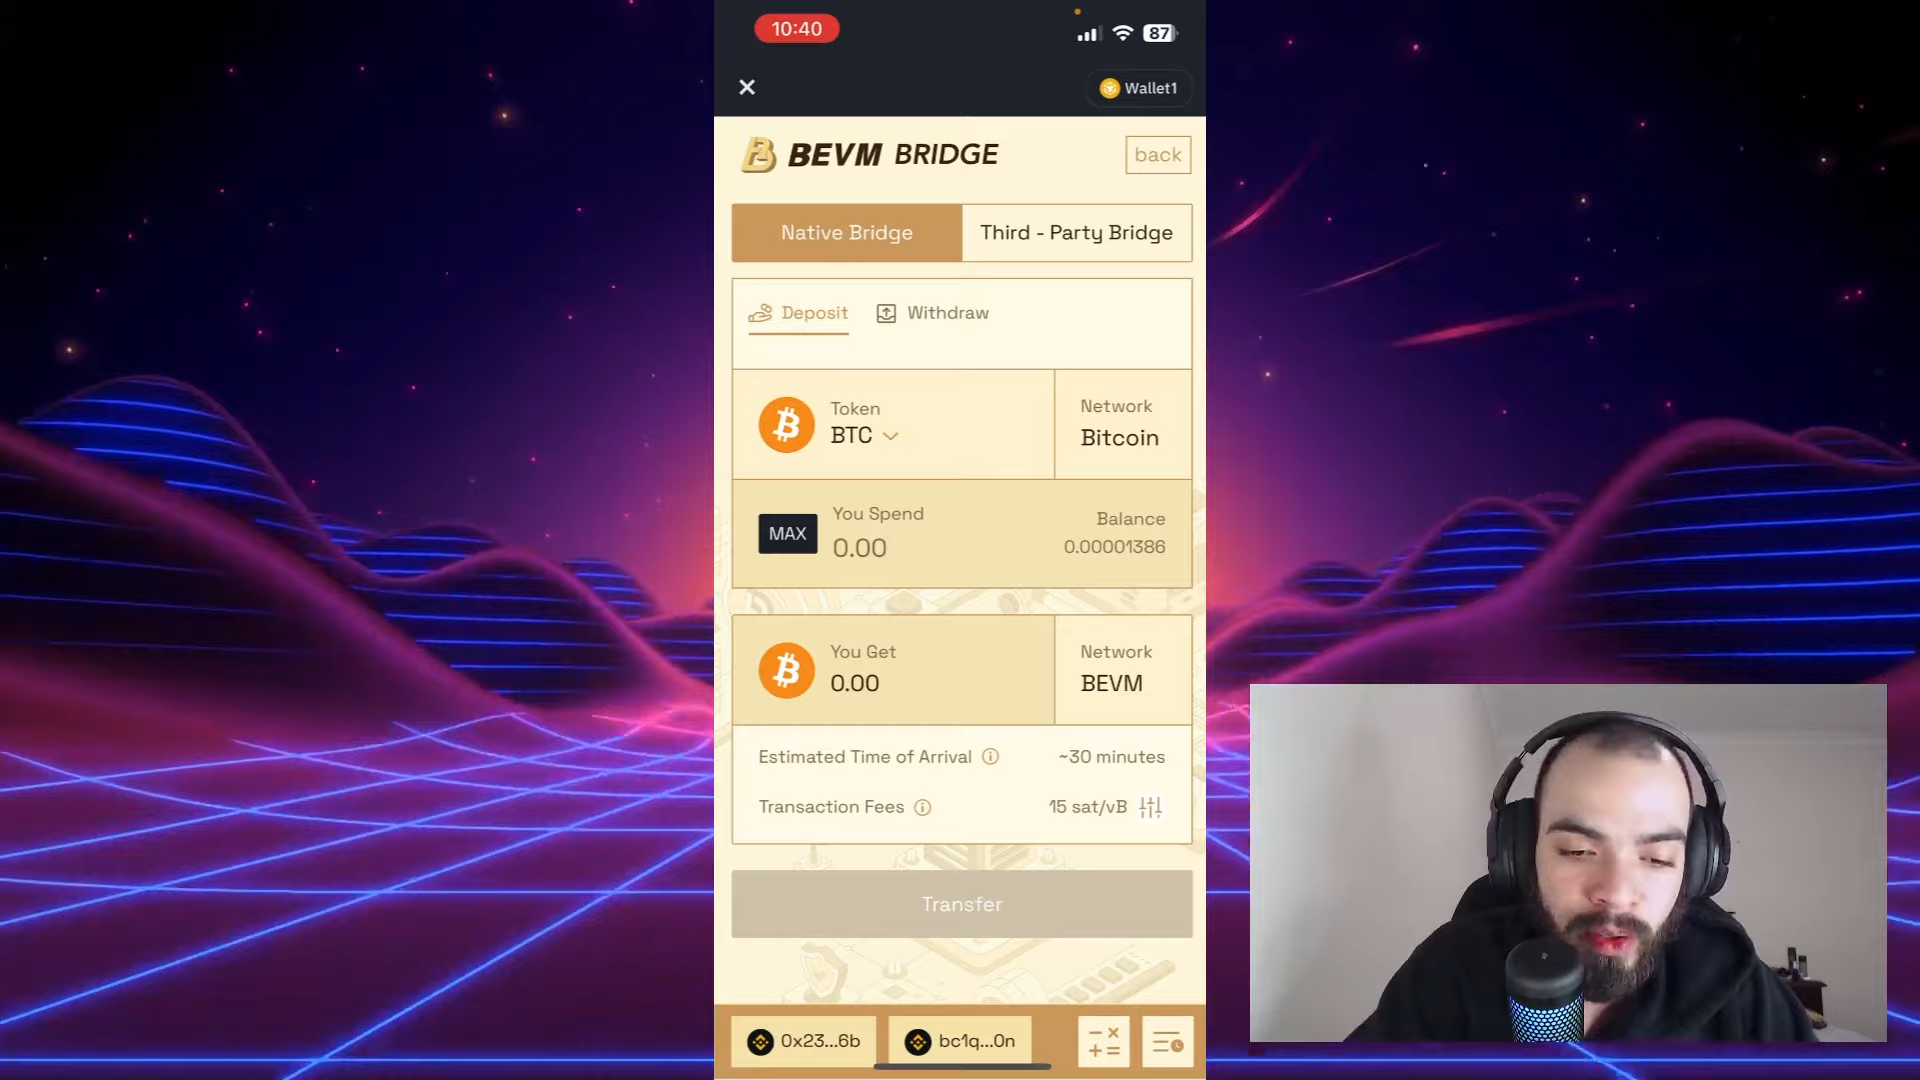 10:40
87
Wallet1
BEVM BRIDGE
back
Native Bridge
Third - Party Bridge
Deposit
Withdraw
Token
BTC
Network
Bitcoin
MAX
You Spend
0.00
Balance
0.00001386
You Get
0.00
Network
BEVM
Estimated Time of Arrival
~30 minutes
Transaction Fees
15 sat/vB
Transfer
0x23...6b
bc1q...0n